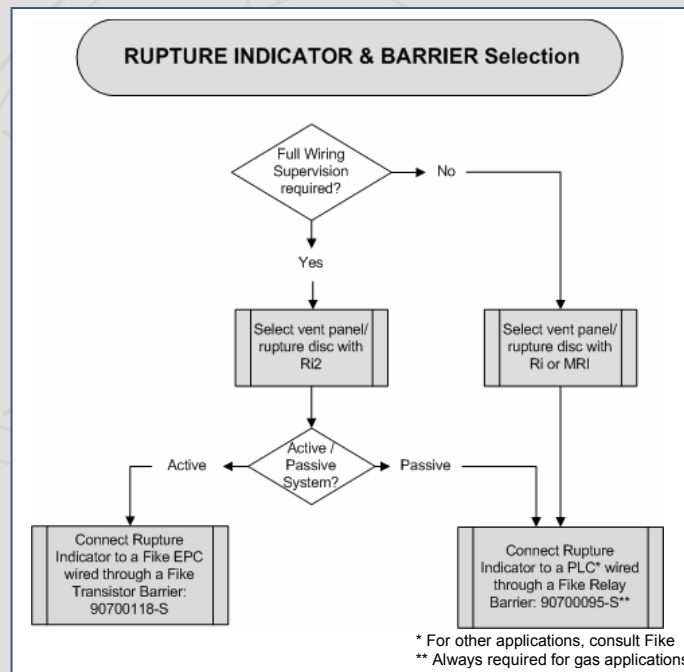 RUPTURE INDICATOR & BARRIER Selection
Full Wiring
Supervision
required?
No
Yes
Select vent panel/
rupture disc with
Ri2
Select vent panel/
rupture disc with
Ri or MRI
Active /
Passive
System?
Active
Passive
Connect Rupture
Indicator to a Fike EPC
wired through a Fike
Transistor Barrier:
90700118-S
Connect Rupture
Indicator to a PLC* wired
through a Fike Relay
Barrier: 90700095-S**
* For other applications, consult Fike
** Always required for gas applications